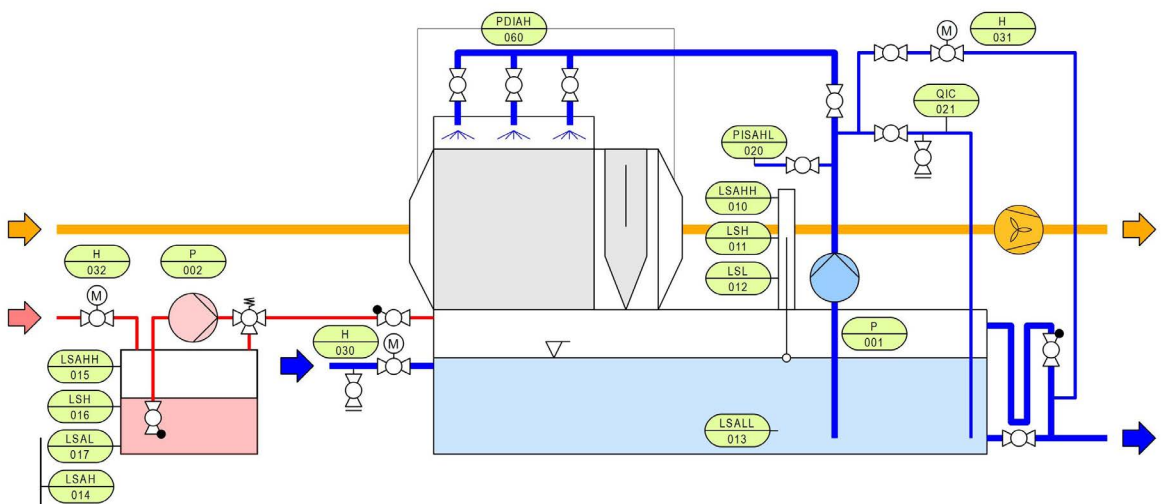 PDIAH
060
M
H
031
QIC
021
PISAHL
020
LSAHH
010
LSH
011
LSL
012
H
032
P
002
M
H
030
M
P
001
LSAHH
015
LSH
016
LSAL
017
LSAH
014
LSALL
013